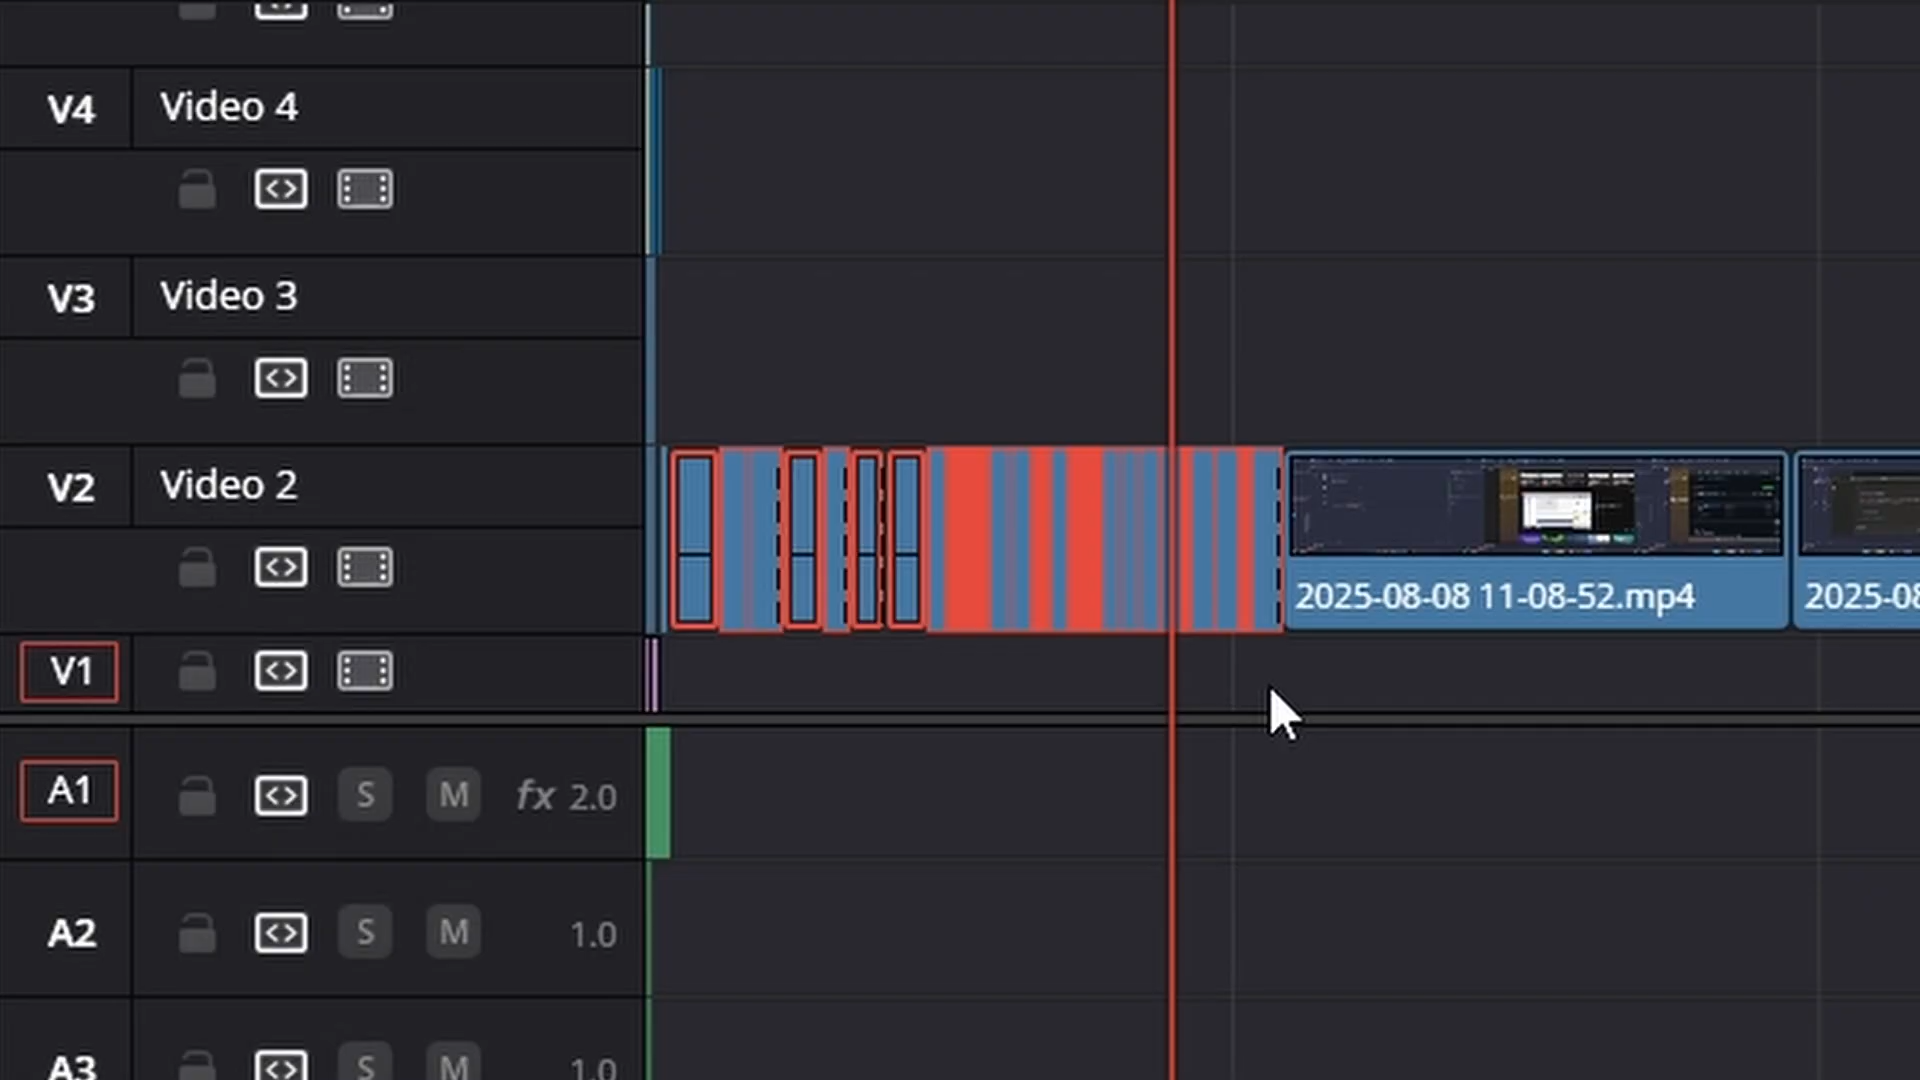 V4 Video 4
V3 Video 3
V2 Video 2
2025-08-08 11-08-52.mp4 2025-08
V1
A1 S M fx 2.0
A2 S M 1.0
A3 S M 1.0